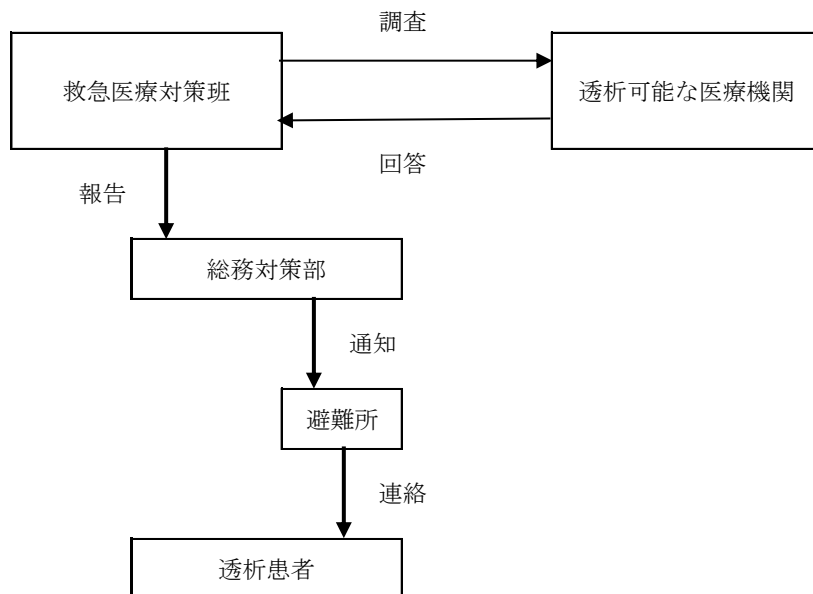 調査
救急医療対策班
透析可能な医療機関
回答
報告
総務対策部
通知
避難所
連絡
透析患者